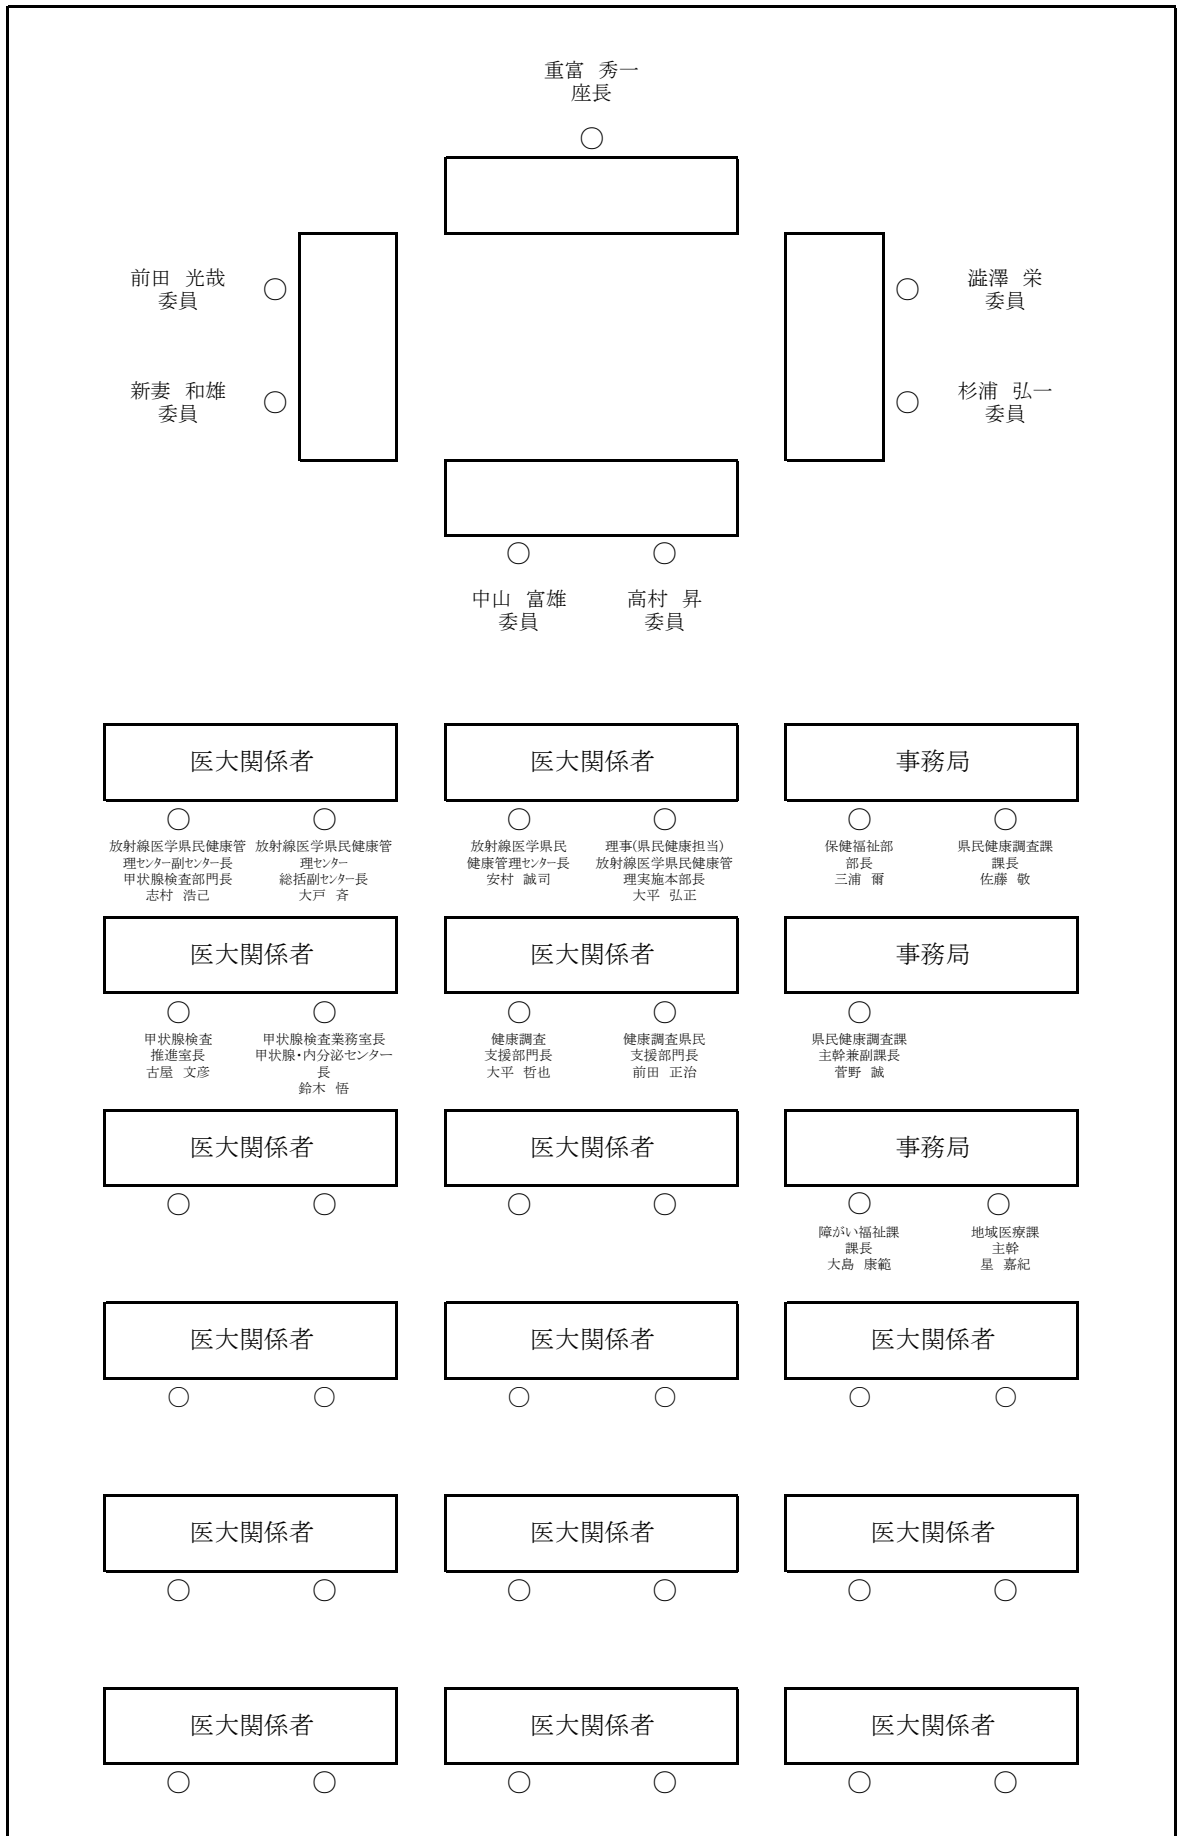 重富　秀一
座長
前田　光哉
委員
澁澤　栄
委員
新妻　和雄
委員
杉浦　弘一
委員
中山　富雄
委員
高村　昇
委員
医大関係者
医大関係者
事務局
放射線医学県民健康管
理センター副センター長
甲状腺検査部門長
志村　浩己
放射線医学県民健康管
理センター
総括副センター長
大戸　斉
放射線医学県民
健康管理センター長
安村　誠司
理事(県民健康担当)
放射線医学県民健康管
理実施本部長
大平　弘正
保健福祉部
部長
三浦　爾
県民健康調査課
課長
佐藤　敬
医大関係者
医大関係者
事務局
甲状腺検査
推進室長
古屋　文彦
甲状腺検査業務室長
甲状腺・内分泌センター
長
鈴木　悟
健康調査
支援部門長
大平　哲也
健康調査県民
支援部門長
前田　正治
県民健康調査課
主幹兼副課長
菅野　誠
医大関係者
医大関係者
事務局
障がい福祉課
課長
大島　康範
地域医療課
主幹
星　嘉紀
医大関係者
医大関係者
医大関係者
医大関係者
医大関係者
医大関係者
医大関係者
医大関係者
医大関係者